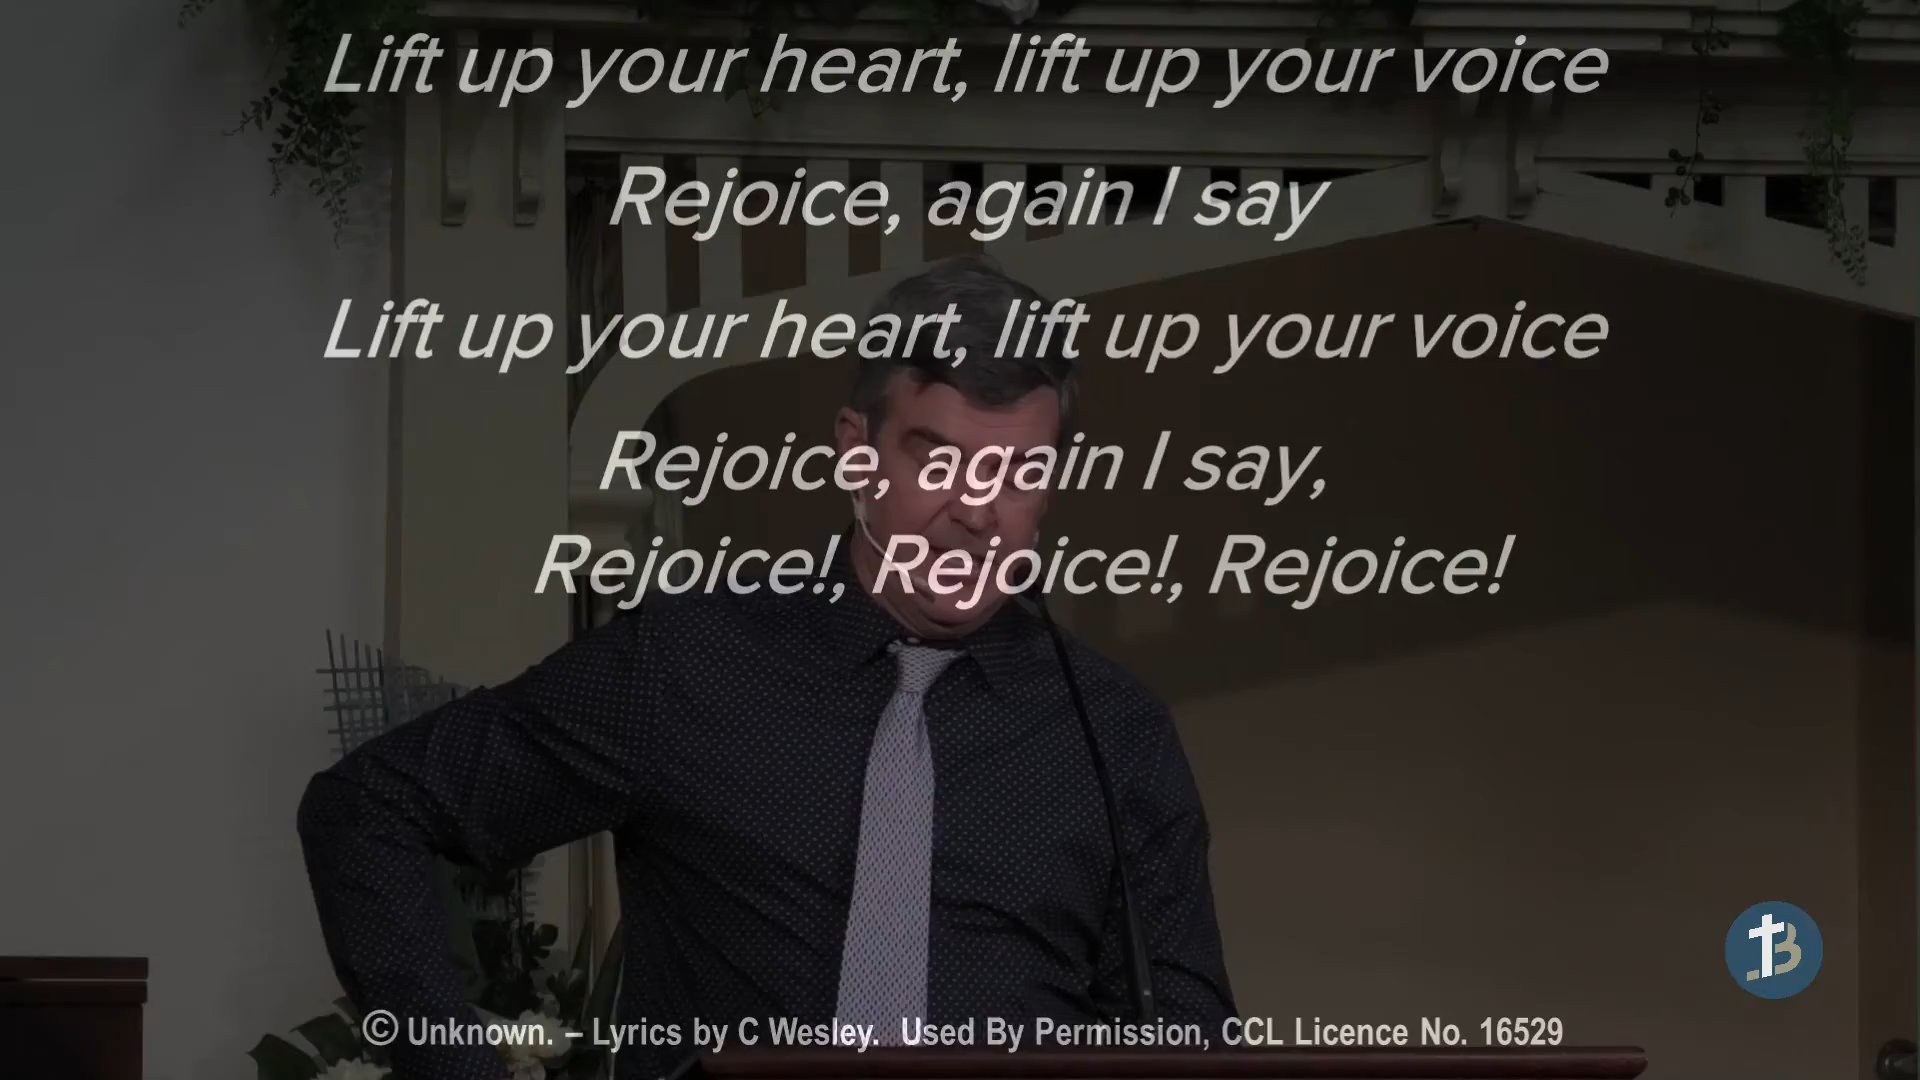 Lift up your heart, lift up your voice
Rejoice, again I say
Lift up your heart, lift up your voice
Rejoice, again I say,
Rejoice!, Rejoice!, Rejoice!
© Unknown. – Lyrics by C Wesley. Used By Permission, CCL Licence No. 16529